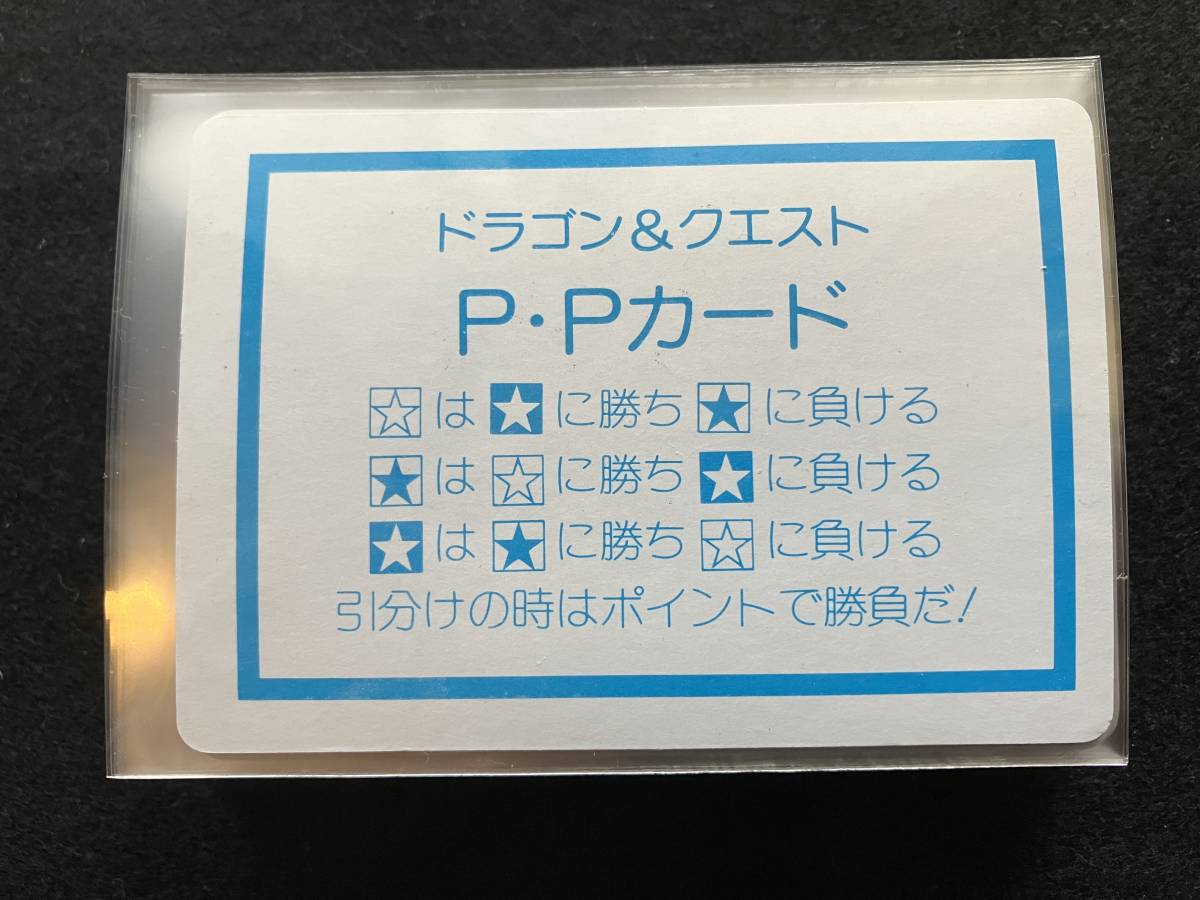 ドラゴン&クエスト
P・Pカード
☆は★に勝ち★に負ける
★は☆に勝ち★に負ける
★は★に勝ち☆に負ける
引分けの時はポイントで勝負だ!